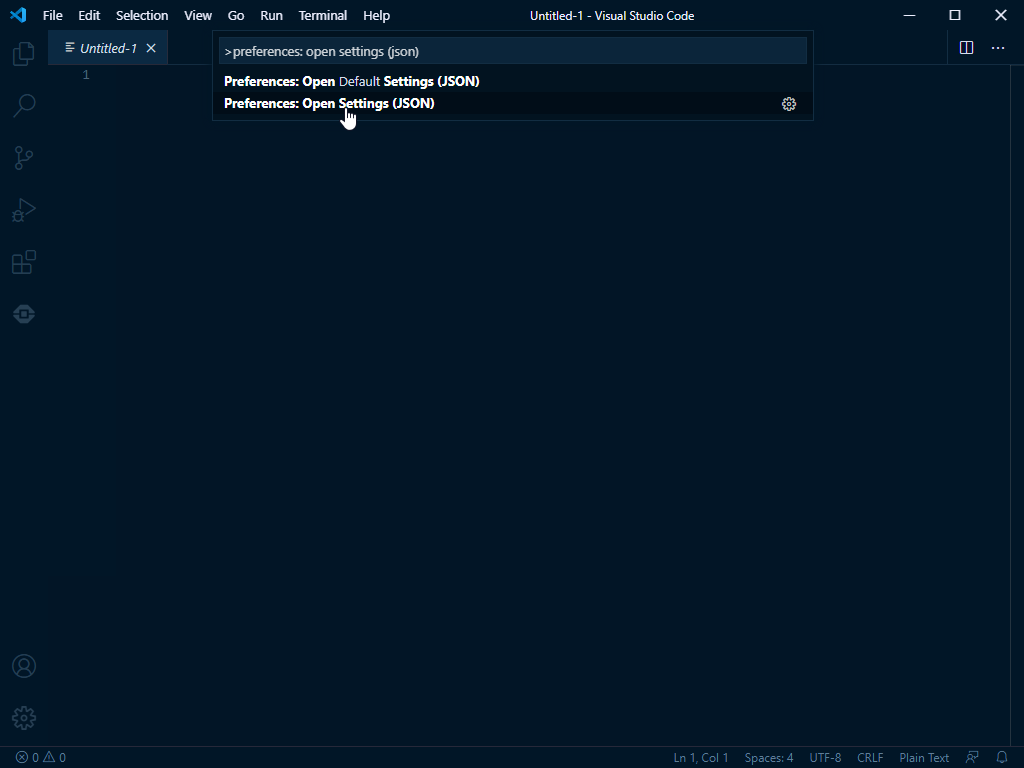 File Edit Selection View Go Run Terminal Help Untitled-1 - Visual Studio Code
Untitled-1
>preferences: open settings (json)
Preferences: Open Default Settings (JSON)
Preferences: Open Settings (JSON)
1
0 0 Ln 1, Col 1 Spaces: 4 UTF-8 CRLF Plain Text